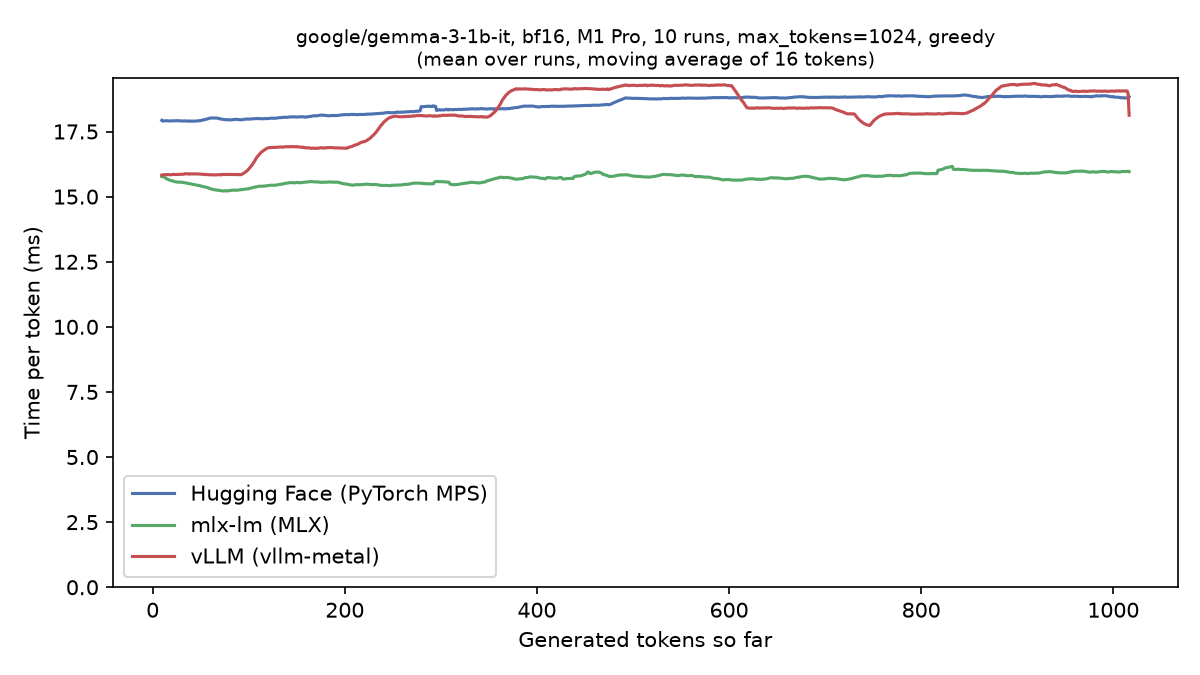 google/gemma-3-1b-it, bf16, M1 Pro, 10 runs, max_tokens=1024, greedy
(mean over runs, moving average of 16 tokens)
Time per token (ms)
17.5
15.0
12.5
10.0
7.5
5.0
2.5
0.0
Hugging Face (PyTorch MPS)
mlx-lm (MLX)
vLLM (vllm-metal)
0 200 400 600 800 1000
Generated tokens so far